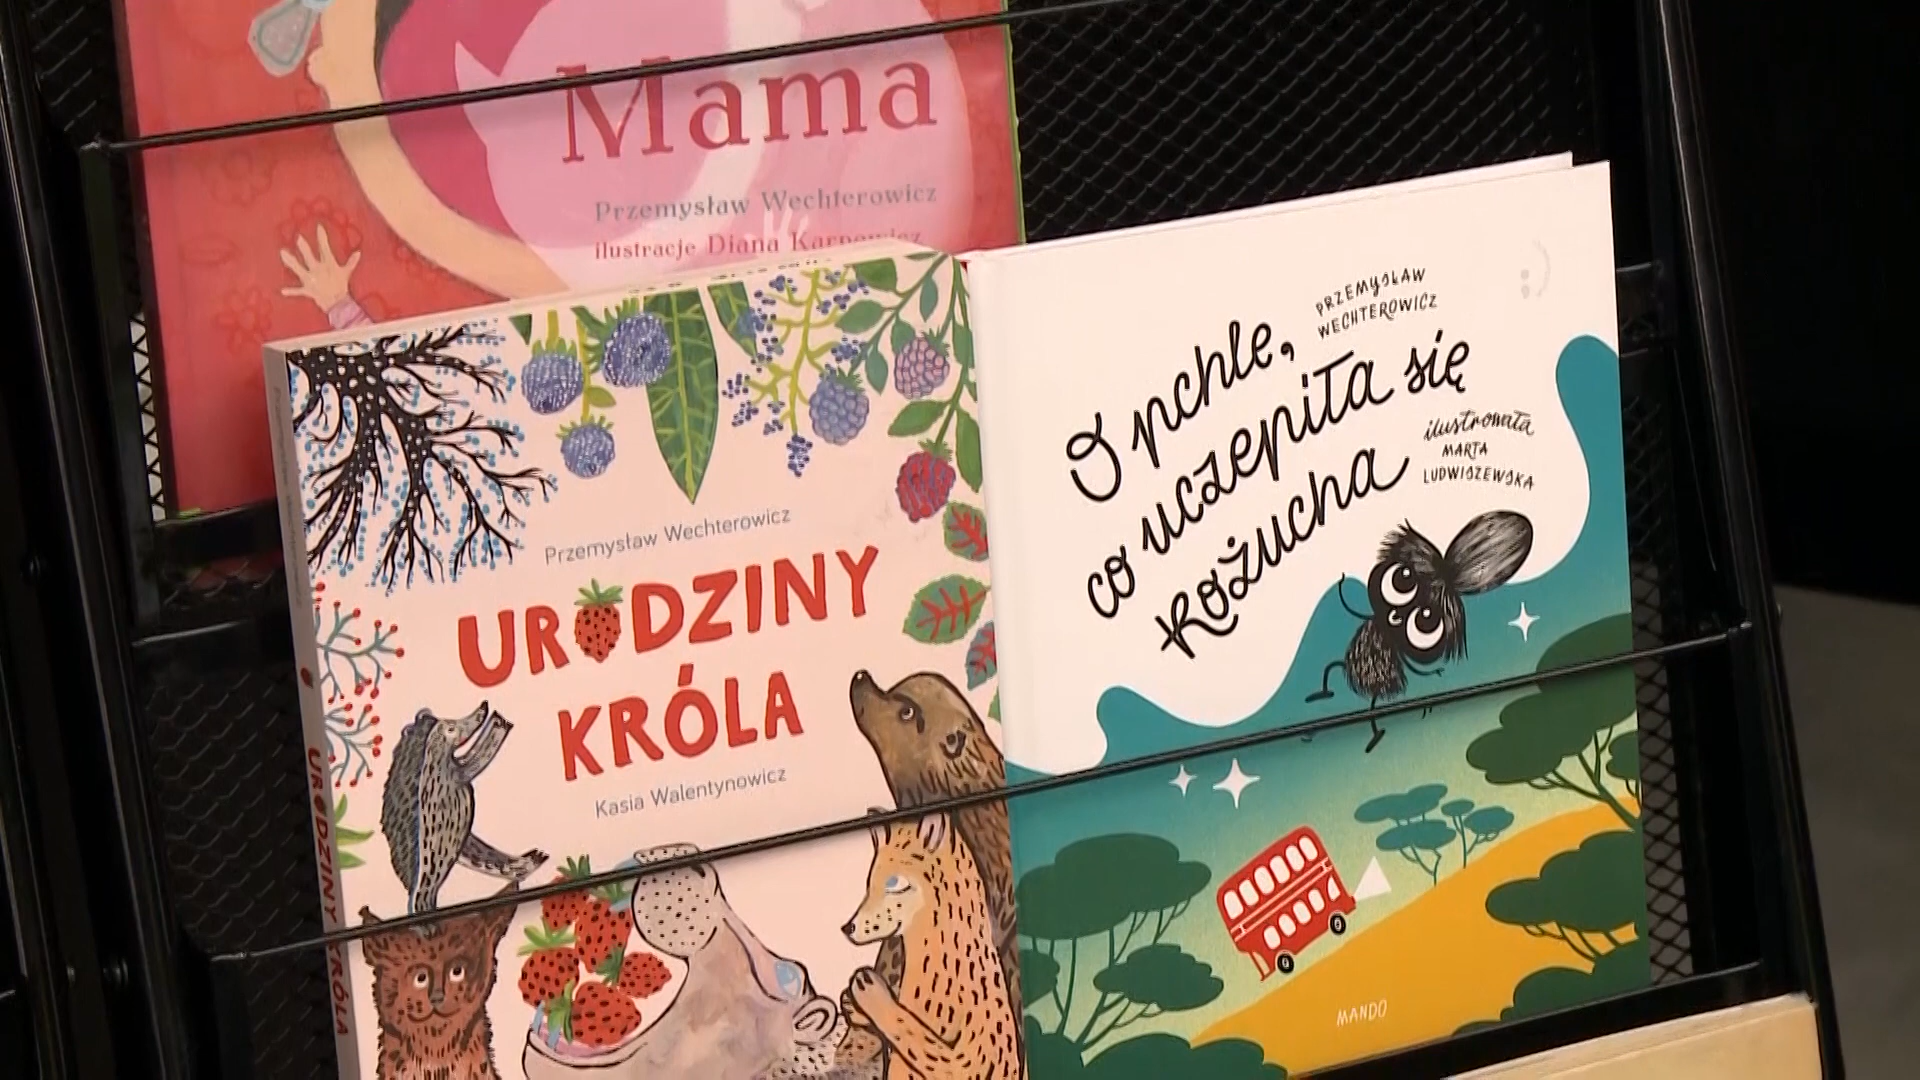 Mama
Przemysław Wechterowicz
ilustracje Diana Karpowicz
Przemysław Wechterowicz
URODZINY
KRÓLA
Kasia Walentynowicz
URODZINY KRÓLA
PRZEMYSŁAW
WECHTEROWICZ
O pchle,
co uczepiła się
Kożucha
ilustrowała
MARTA
LUDWISZEWSKA
MANDO